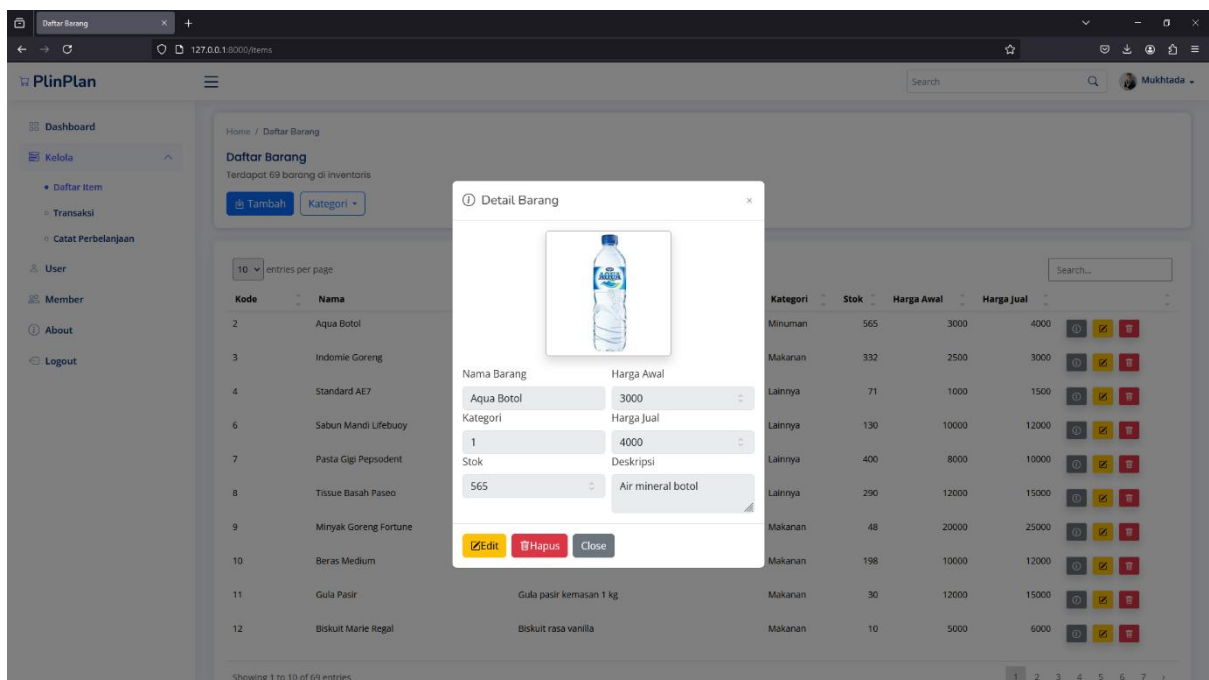 Daftar Barang
127.0.0.1:8000/items
PlinPlan
Search
Mukhtada
Dashboard
Kelola
Daftar Item
Transaksi
Catat Perbelanjaan
User
Member
About
Logout
Home / Daftar Barang
Daftar Barang
Terdapat 69 barang di inventaris
Tambah Kategori
10 entries per page
Search...
Kode Nama Kategori Stok Harga Awal Harga Jual
2 Aqua Botol Minuman 565 3000 4000
3 Indomie Goreng Makanan 332 2500 3000
4 Standard AE7 Lainnya 71 1000 1500
6 Sabun Mandi Lifebuoy Lainnya 130 10000 12000
7 Pasta Gigi Pepsodent Lainnya 400 8000 10000
8 Tissue Basah Paseo Lainnya 290 12000 15000
9 Minyak Goreng Fortune Makanan 48 20000 25000
10 Beras Medium Makanan 198 10000 12000
11 Gula Pasir Gula pasir kemasan 1 kg Makanan 30 12000 15000
12 Biskuit Marie Regal Biskuit rasa vanilla Makanan 10 5000 6000
Showing 1 to 10 of 69 entries
1 2 3 4 5 6 7 ›
Detail Barang
AQUA
Nama Barang Harga Awal
Aqua Botol 3000
Kategori Harga Jual
1 4000
Stok Deskripsi
565 Air mineral botol
Edit Hapus Close